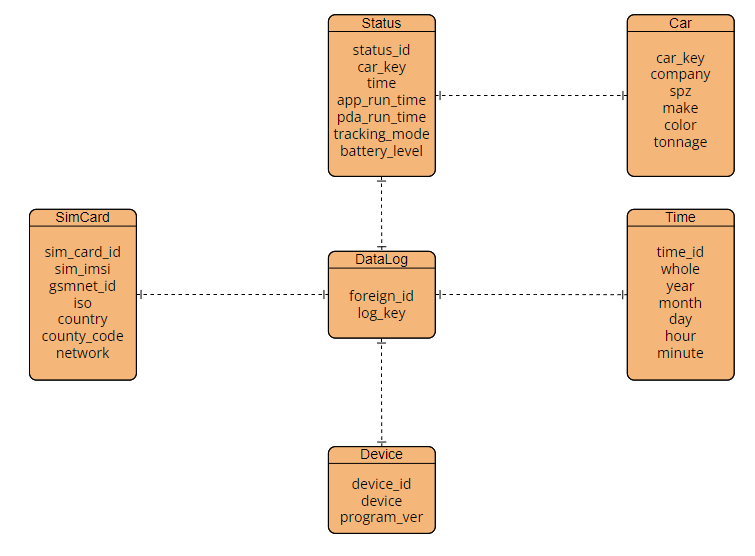 Status
status_id
car_key
time
app_run_time
pda_run_time
tracking_mode
battery_level
Car
car_key
company
spz
make
color
tonnage
SimCard
sim_card_id
sim_imsi
gsmnet_id
iso
country
county_code
network
DataLog
foreign_id
log_key
Time
time_id
whole
year
month
day
hour
minute
Device
device_id
device
program_ver